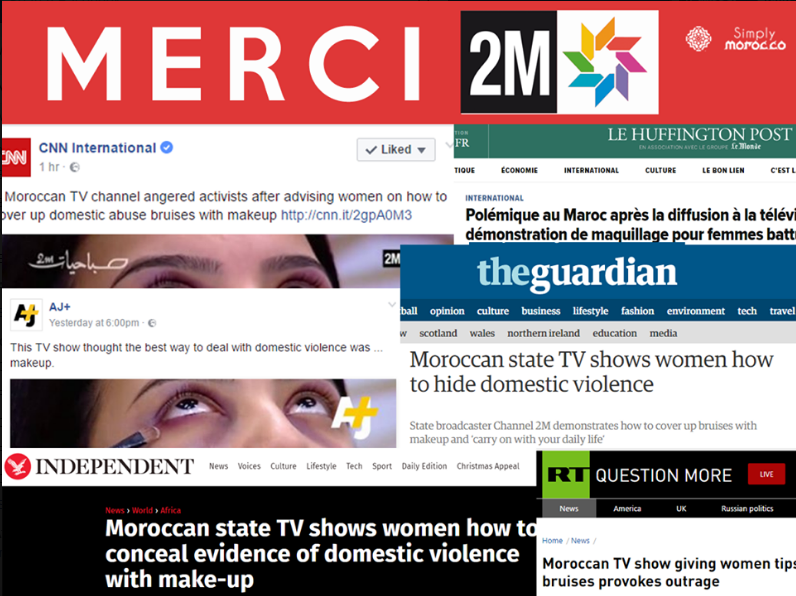 MERCI
2M
Simply
morocco
CNN
CNN International
1 hr
Liked
Moroccan TV channel angered activists after advising women on how to
over up domestic abuse bruises with makeup http://cnn.it/2gpA0M3
صباحيات 2M
2M
FR
LE HUFFINGTON POST
EN ASSOCIATION AVEC LE GROUPE Le Monde
TIQUE ÉCONOMIE INTERNATIONAL CULTURE LE BON LIEN C'EST L
INTERNATIONAL
Polémique au Maroc après la diffusion à la télévi
démonstration de maquillage pour femmes battu
theguardian
ball opinion culture business lifestyle fashion environment tech travel
w scotland wales northern ireland education media
Moroccan state TV shows women how
to hide domestic violence
State broadcaster Channel 2M demonstrates how to cover up bruises with
makeup and 'carry on with your daily life'
AJ+
AJ+
Yesterday at 6:00pm
This TV show thought the best way to deal with domestic violence was ...
makeup.
AJ+
INDEPENDENT
News Voices Culture Lifestyle Tech Sport Daily Edition Christmas Appeal
News › World › Africa
Moroccan state TV shows women how to
conceal evidence of domestic violence
with make-up
RT QUESTION MORE LIVE
News America UK Russian politics
Home / News /
Moroccan TV show giving women tips
bruises provokes outrage